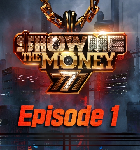 SHOW ME
THE MONEY
777
Episode 1